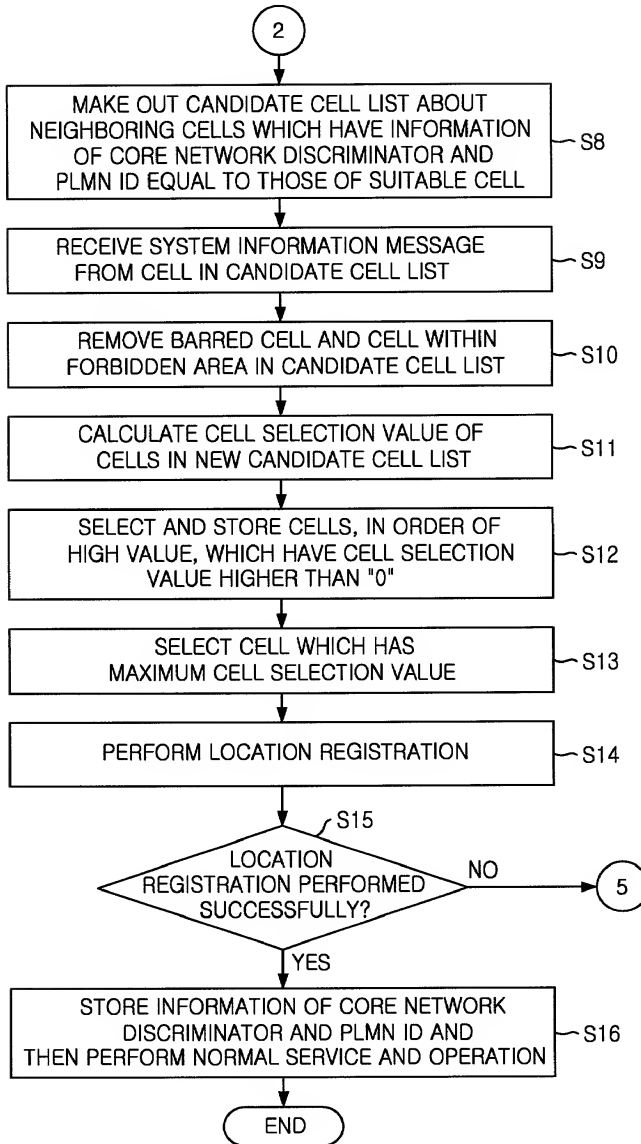 2
MAKE OUT CANDIDATE CELL LIST ABOUT
NEIGHBORING CELLS WHICH HAVE INFORMATION
OF CORE NETWORK DISCRIMINATOR AND
PLMN ID EQUAL TO THOSE OF SUITABLE CELL
S8
RECEIVE SYSTEM INFORMATION MESSAGE
FROM CELL IN CANDIDATE CELL LIST
S9
REMOVE BARRED CELL AND CELL WITHIN
FORBIDDEN AREA IN CANDIDATE CELL LIST
S10
CALCULATE CELL SELECTION VALUE OF
CELLS IN NEW CANDIDATE CELL LIST
S11
SELECT AND STORE CELLS, IN ORDER OF
HIGH VALUE, WHICH HAVE CELL SELECTION
VALUE HIGHER THAN "0"
S12
SELECT CELL WHICH HAS
MAXIMUM CELL SELECTION VALUE
S13
PERFORM LOCATION REGISTRATION
S14
S15
LOCATION
REGISTRATION PERFORMED
SUCCESSFULLY?
NO
5
YES
STORE INFORMATION OF CORE NETWORK
DISCRIMINATOR AND PLMN ID AND
THEN PERFORM NORMAL SERVICE AND OPERATION
S16
END